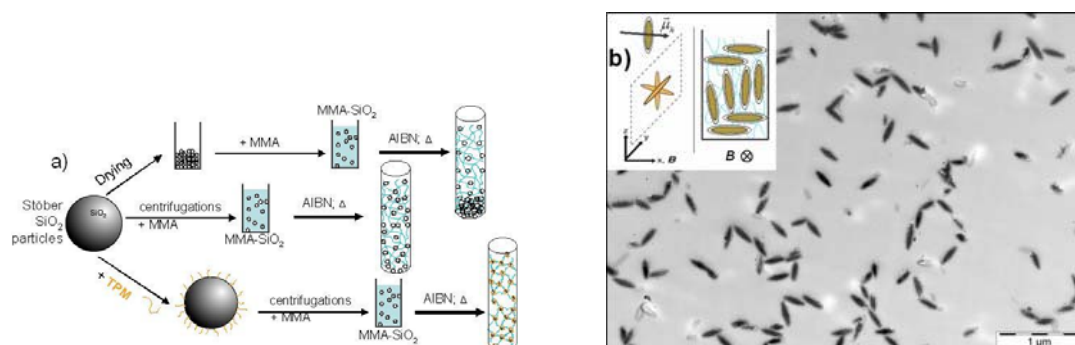 a)
Stöber
SiO2
particles
SiO2
Drying
+ MMA
MMA-SiO2
AIBN; Δ
centrifugations
+ MMA
MMA-SiO2
AIBN; Δ
+ TPM
centrifugations
+ MMA
MMA-SiO2
AIBN; Δ
b)
z
y
x, B
B ⊗
1 µm